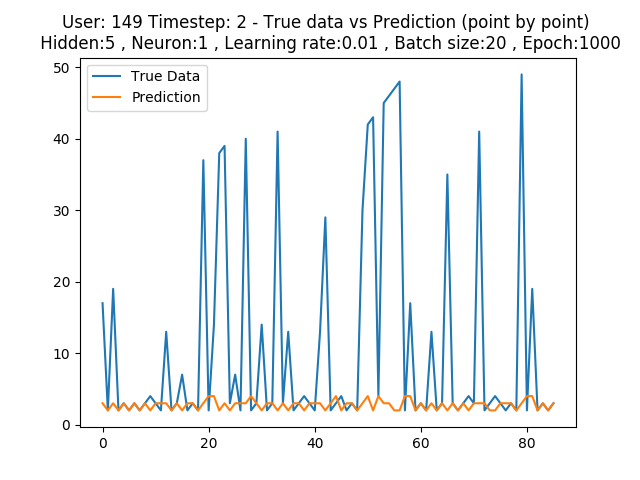 User: 149 Timestep: 2 - True data vs Prediction (point by point)
Hidden:5 , Neuron:1 , Learning rate:0.01 , Batch size:20 , Epoch:1000
True Data
Prediction
50
40
30
20
10
0
0 20 40 60 80